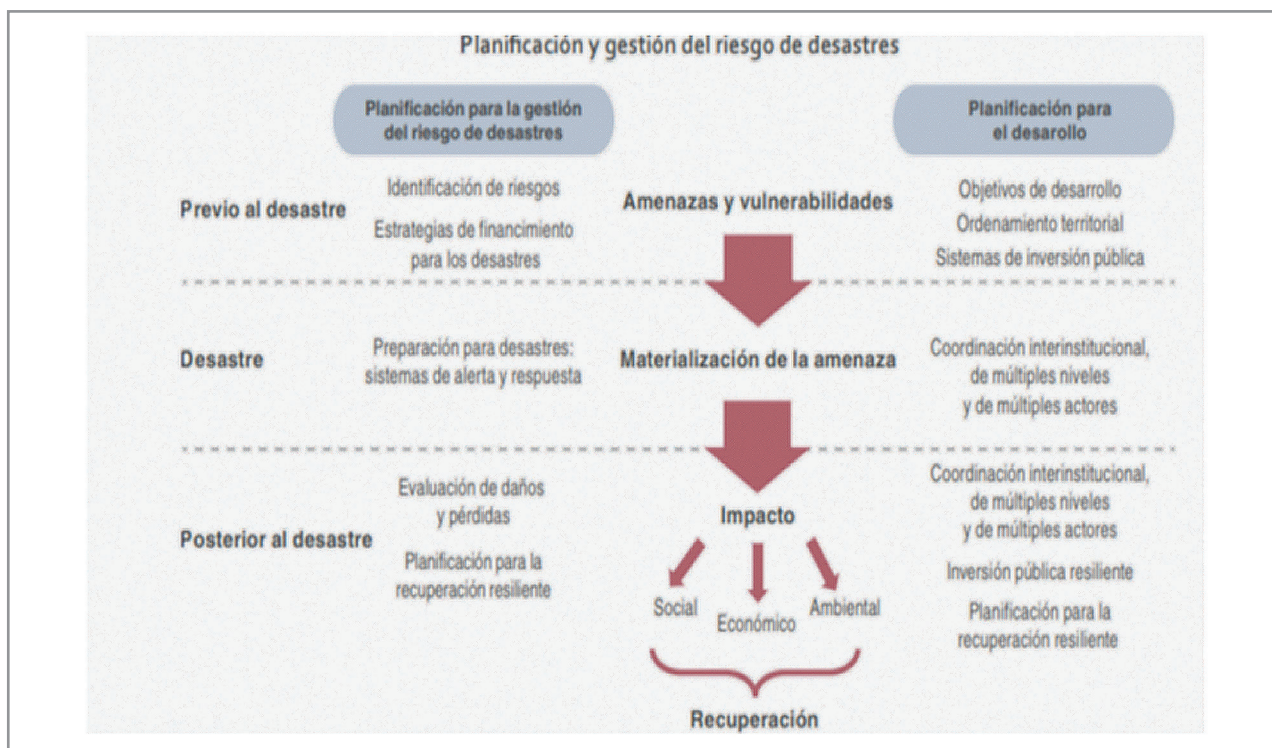 Planificación y gestión del riesgo de desastres
Planificación para la gestión
del riesgo de desastres
Planificación para
el desarollo
Previo al desastre
Identificación de riesgos
Estrategias de financimiento
para los desastres
Amenazas y vulnerabilidades
Objetivos de desarrollo
Ordenamiento territorial
Sistemas de inversión pública
Desastre
Preparación para desastres:
sistemas de alerta y respuesta
Materialización de la amenaza
Coordinación interinstitucional,
de múltiples niveles
y de múltiples actores
Posterior al desastre
Evaluación de daños
y pérdidas
Planificación para la
recuperación resiliente
Impacto
Social
Económico
Ambiental
Recuperación
Coordinación interinstitucional,
de múltiples niveles
y de múltiples actores
Inversión pública resiliente
Planificación para la
recuperación resiliente